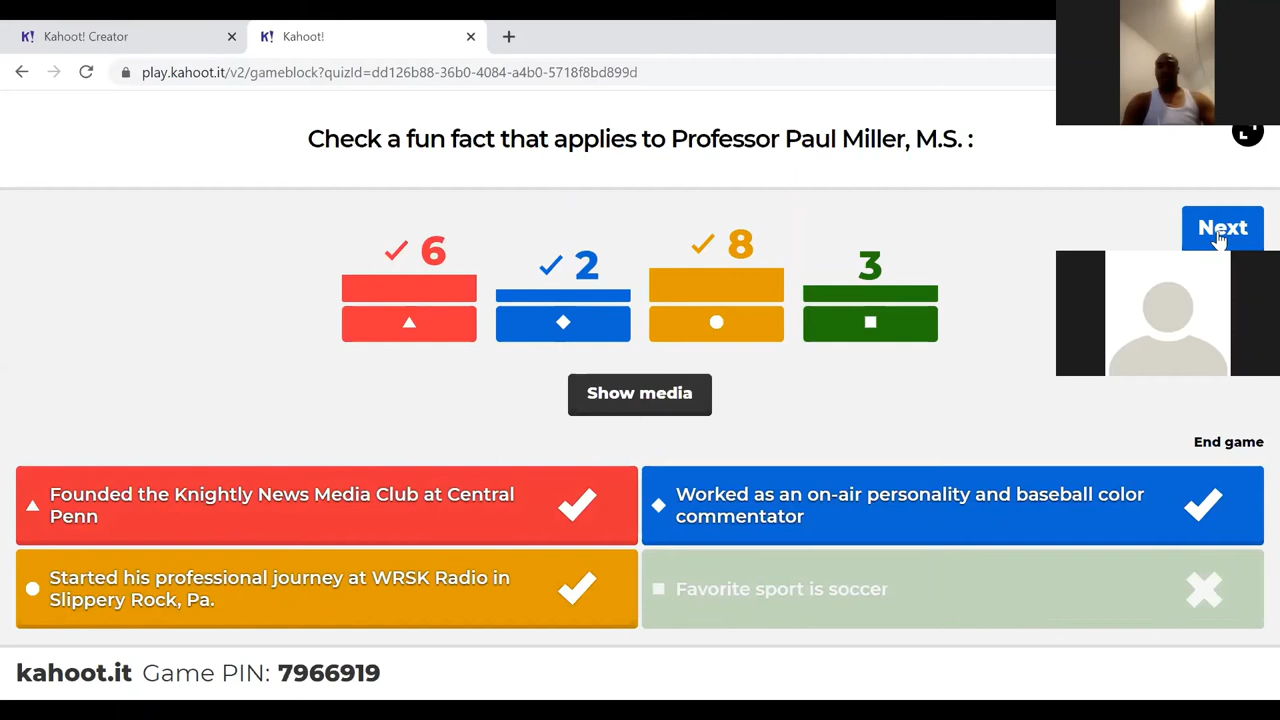 K! Kahoot! Creator
K! Kahoot!
play.kahoot.it/v2/gameblock?quizId=dd126b88-36b0-4084-a4b0-5718f8bd899d
Check a fun fact that applies to Professor Paul Miller, M.S. :
Next
6
2
8
3
Show media
End game
Founded the Knightly News Media Club at Central
Penn
Worked as an on-air personality and baseball color
commentator
Started his professional journey at WRSK Radio in
Slippery Rock, Pa.
Favorite sport is soccer
kahoot.it Game PIN: 7966919